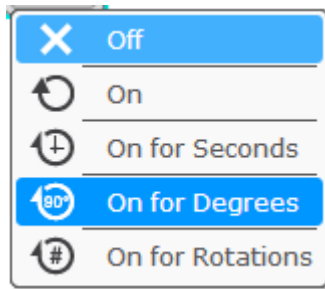 Off
On
On for Seconds
90° On for Degrees
# On for Rotations